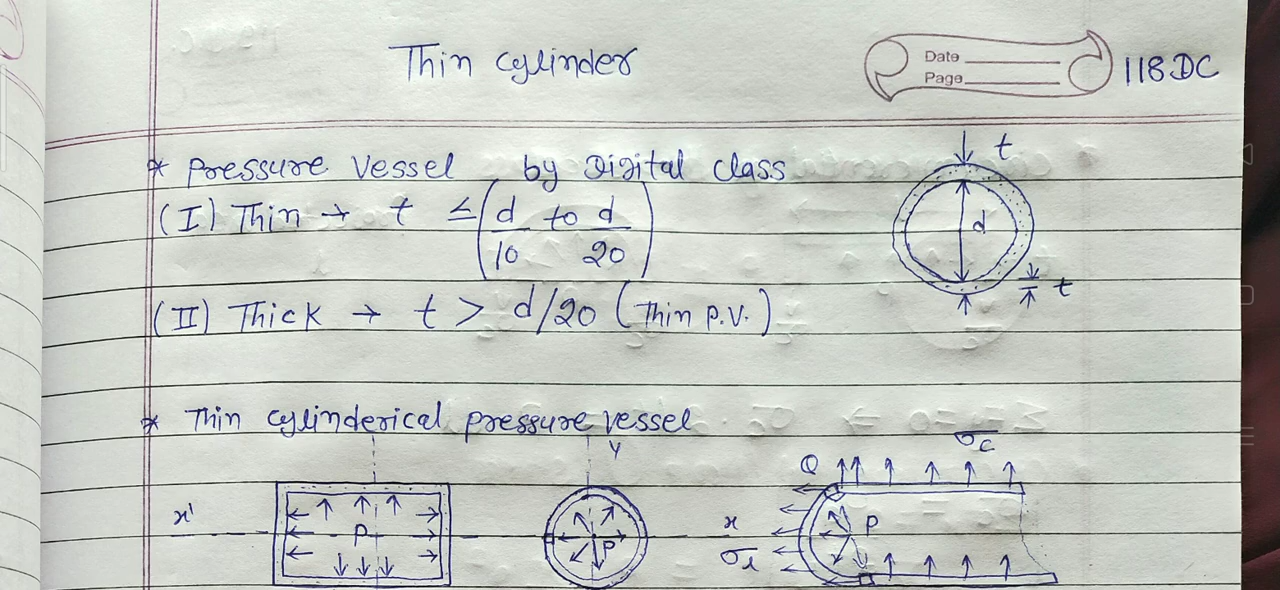 Thin cylinder
Date
Page
118DC
* Pressure Vessel by Digital class
(I) Thin → t ≤ (d/10 to d/20)
(II) Thick → t > d/20 (Thin P.V.)
t
d
t
* Thin cylinderical pressure vessel
x' P
Y
P
x
Q σc
P
σl